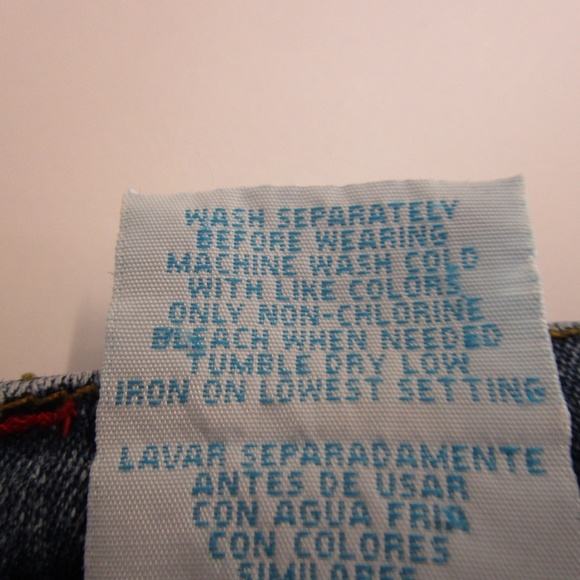 WASH SEPARATELY
BEFORE WEARING
MACHINE WASH COLD
WITH LIKE COLORS
ONLY NON-CHLORINE
BLEACH WHEN NEEDED
TUMBLE DRY LOW
IRON ON LOWEST SETTING
LAVAR SEPARADAMENTE
ANTES DE USAR
CON AGUA FRIA
CON COLORES
SIMILORES